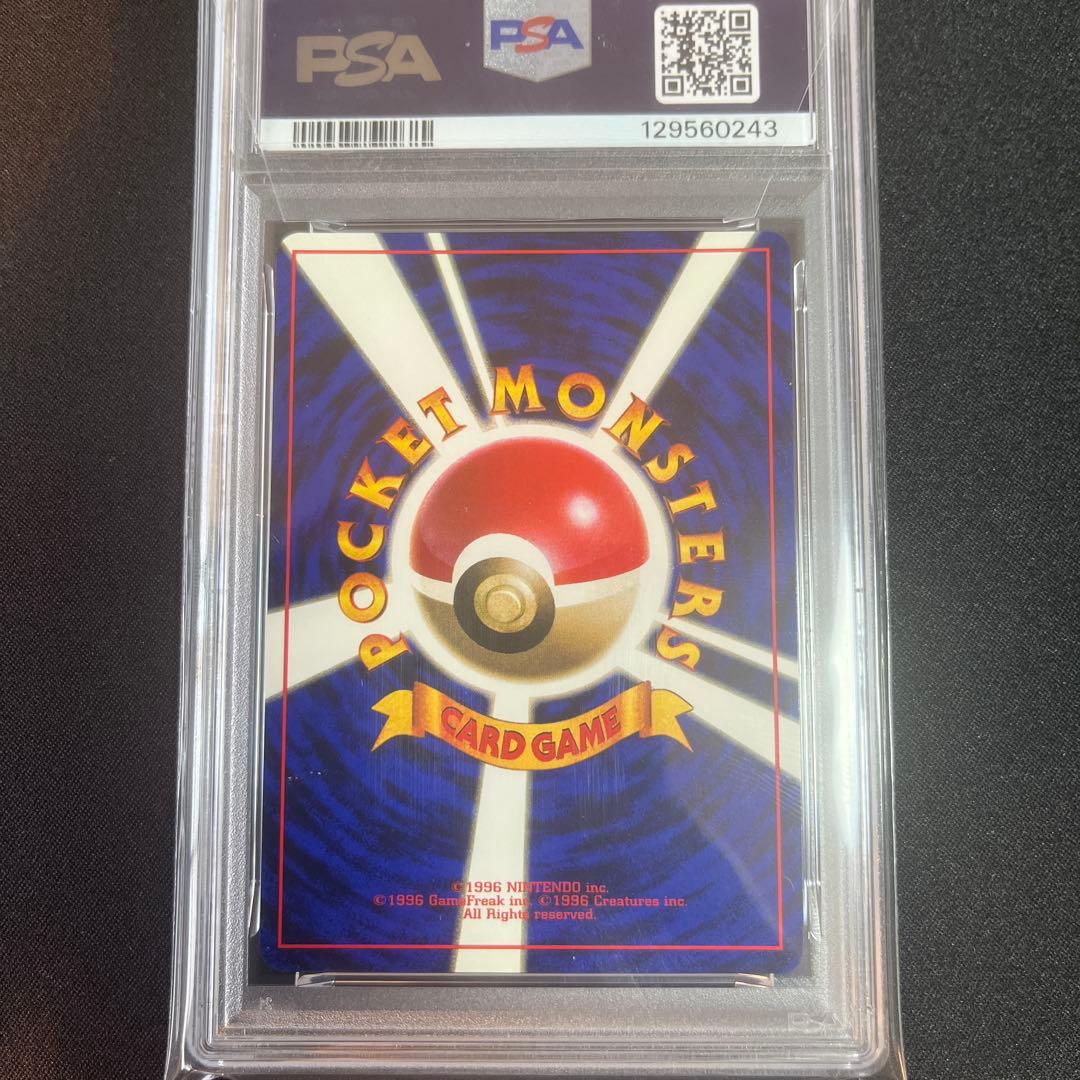 PSA PSA
129560243
POCKET MONSTERS
CARD GAME
©1996 NINTENDO inc.
©1996 GameFreak inc. ©1996 Creatures inc.
All Rights reserved.